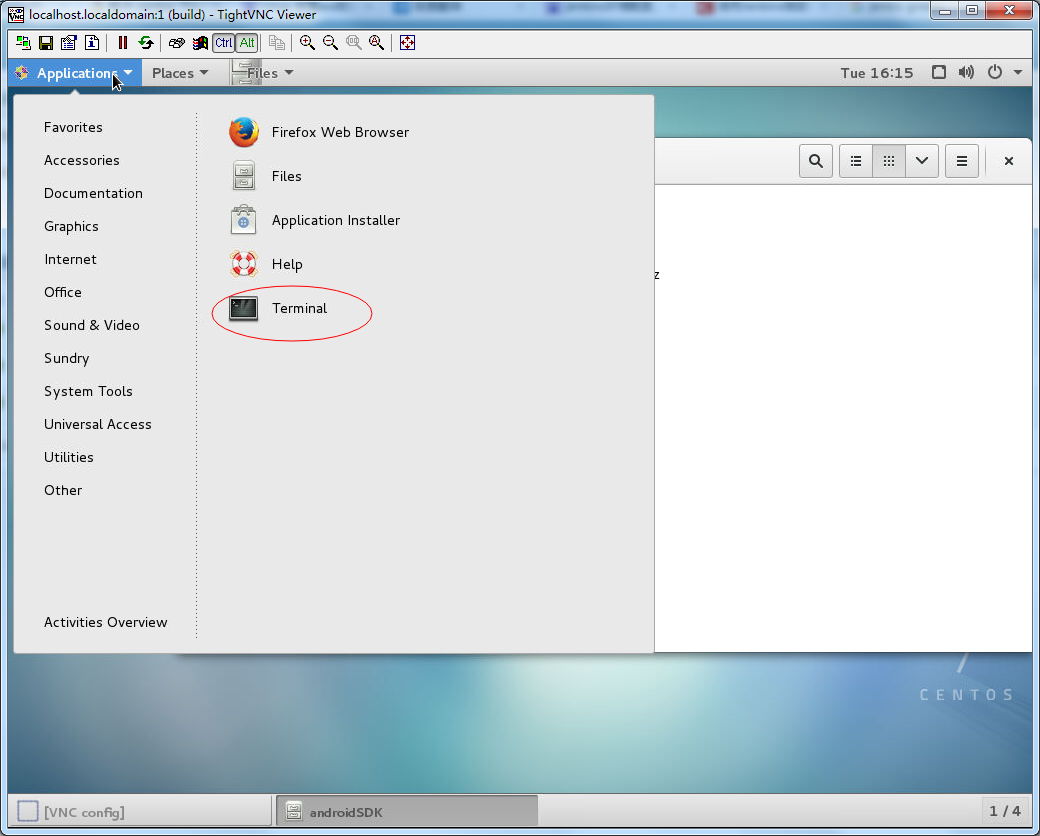 localhost.localdomain:1 (build) - TightVNC Viewer
Ctrl Alt
Applications Places Files Tue 16:15
Favorites
Accessories
Documentation
Graphics
Internet
Office
Sound & Video
Sundry
System Tools
Universal Access
Utilities
Other
Activities Overview
Firefox Web Browser
Files
Application Installer
Help
Terminal
z
CENTOS
[VNC config] androidSDK 1 / 4